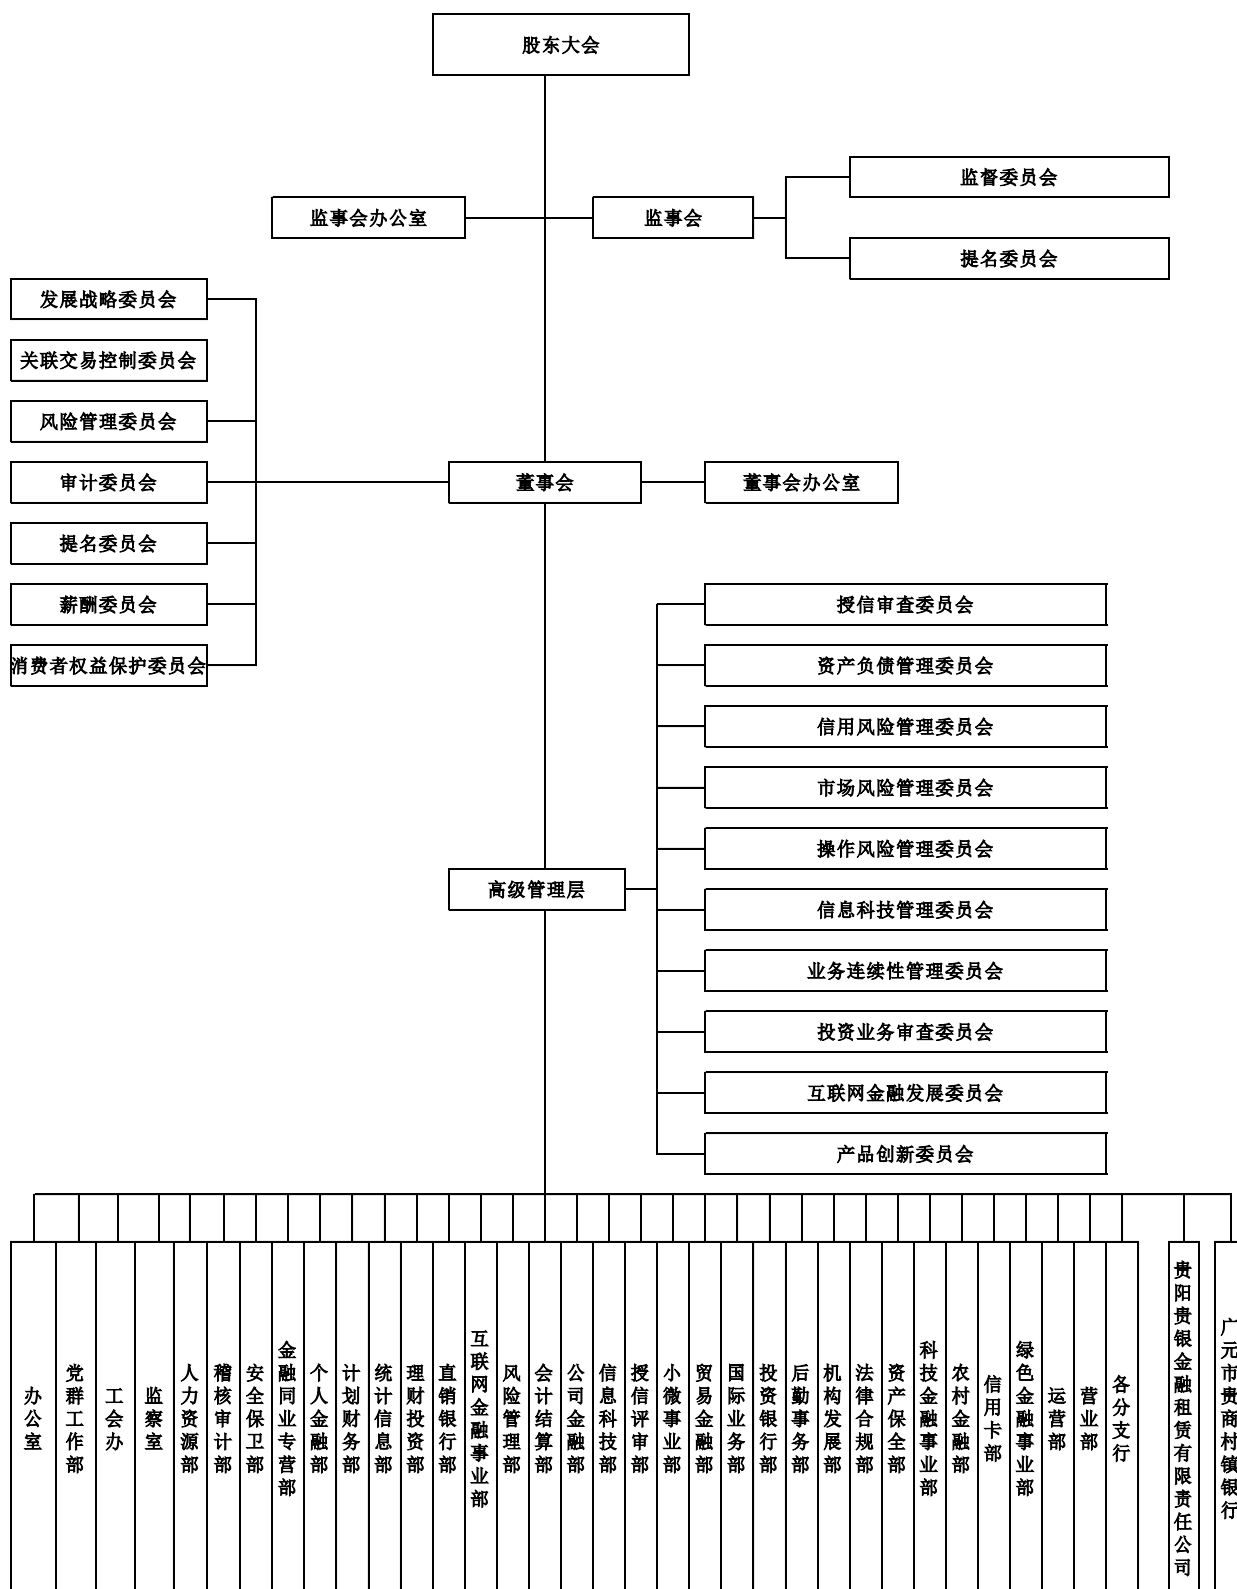 股东大会
监督委员会
监事会办公室
监事会
提名委员会
发展战略委员会
关联交易控制委员会
风险管理委员会
审计委员会
董事会
董事会办公室
提名委员会
薪酬委员会
消费者权益保护委员会
授信审查委员会
资产负债管理委员会
信用风险管理委员会
市场风险管理委员会
操作风险管理委员会
高级管理层
信息科技管理委员会
业务连续性管理委员会
投资业务审查委员会
互联网金融发展委员会
产品创新委员会
办公室
党群工作部
工会办
监察室
人力资源部
稽核审计部
安全保卫部
金融同业专营部
个人金融部
计划财务部
统计信息部
理财投资部
直销银行部
互联网金融事业部
风险管理部
会计结算部
公司金融部
信息科技部
授信评审部
小微事业部
贸易金融部
国际业务部
投资银行部
后勤事务部
机构发展部
法律合规部
资产保全部
科技金融事业部
农村金融部
信用卡部
绿色金融事业部
运营部
营业部
各分支行
贵阳贵银金融租赁有限责任公司
广元市贵商村镇银行